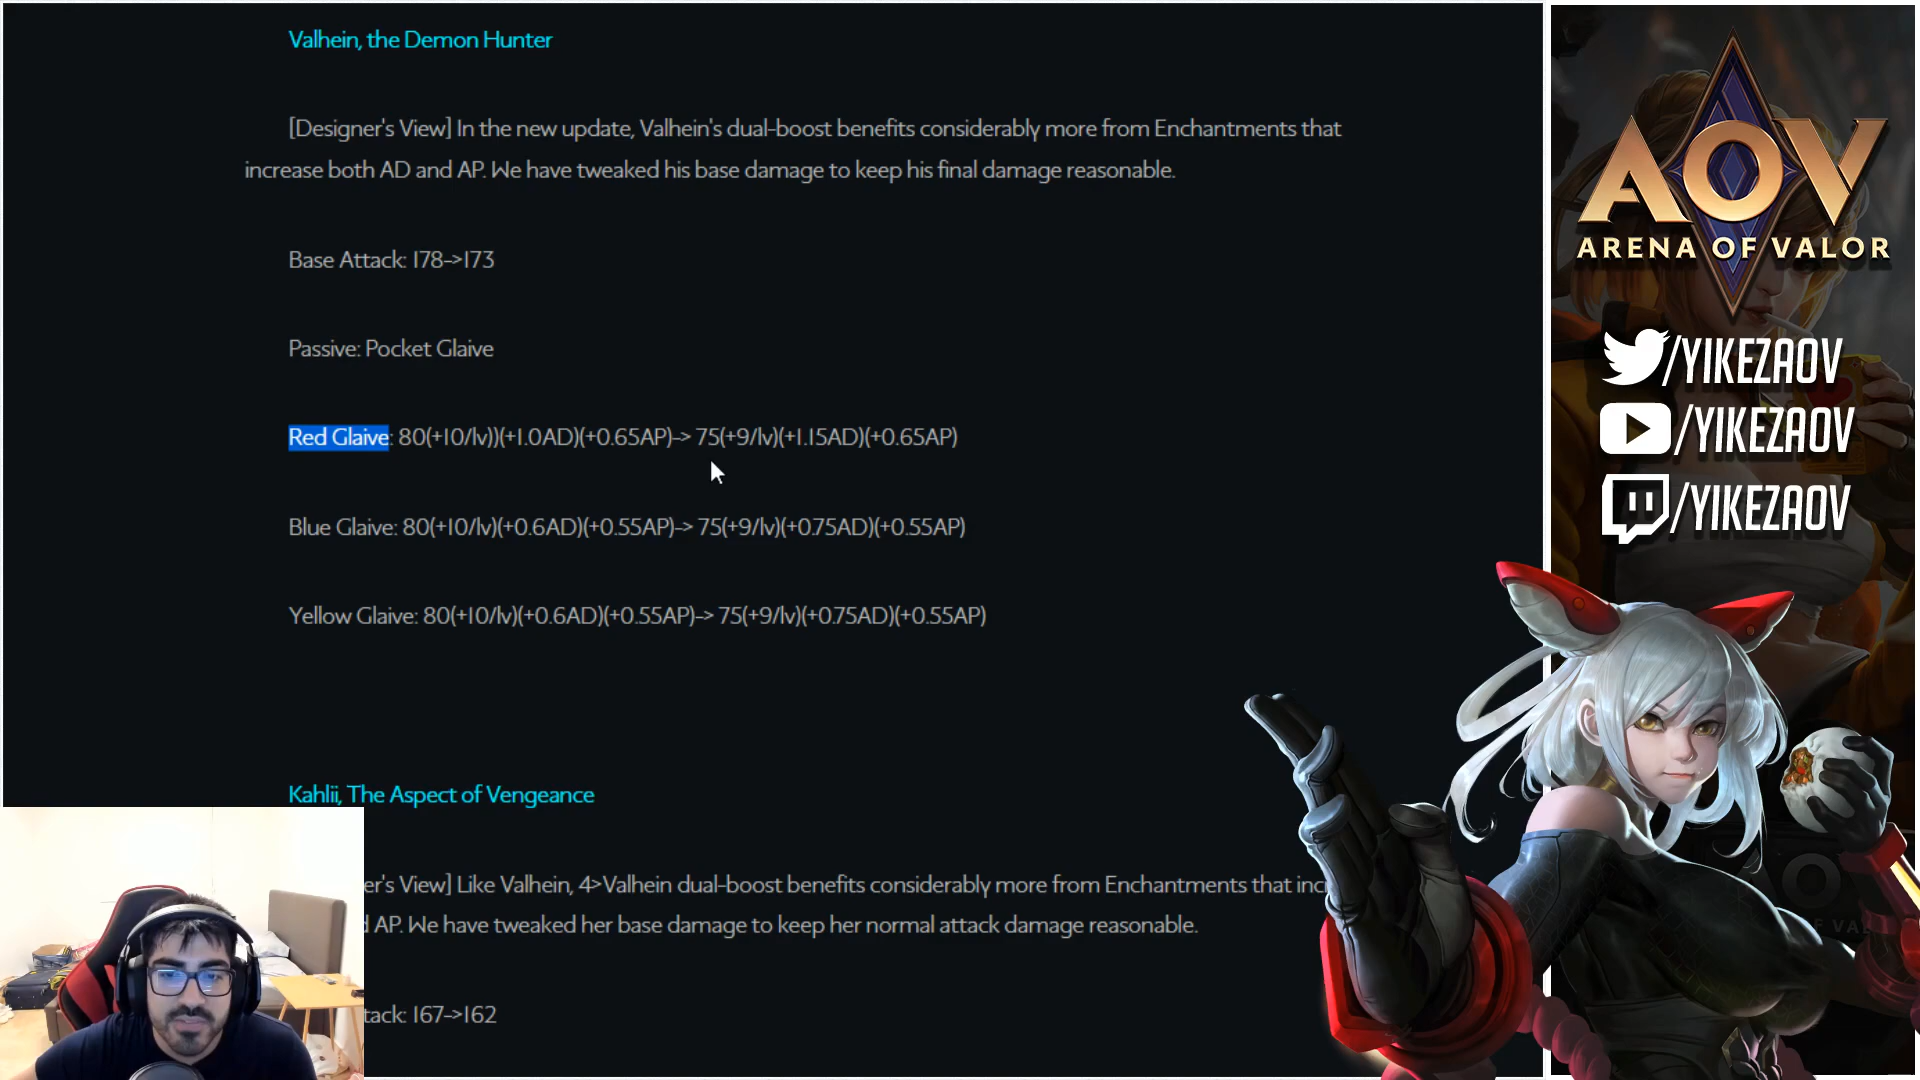 Valhein, the Demon Hunter
[Designer's View] In the new update, Valhein's dual-boost benefits considerably more from Enchantments that
increase both AD and AP. We have tweaked his base damage to keep his final damage reasonable.
Base Attack: 178->173
Passive: Pocket Glaive
Red Glaive: 80(+10/lv))(+1.0AD)(+0.65AP)-> 75(+9/lv)(+1.15AD)(+0.65AP)
Blue Glaive: 80(+10/lv)(+0.6AD)(+0.55AP)-> 75(+9/lv)(+0.75AD)(+0.55AP)
Yellow Glaive: 80(+10/lv)(+0.6AD)(+0.55AP)-> 75(+9/lv)(+0.75AD)(+0.55AP)
Kahlii, The Aspect of Vengeance
er's View] Like Valhein, 4>Valhein dual-boost benefits considerably more from Enchantments that inc
AP. We have tweaked her base damage to keep her normal attack damage reasonable.
tack: 167->162
AOV
ARENA OF VALOR
/YIKEZAOV
/YIKEZAOV
/YIKEZAOV